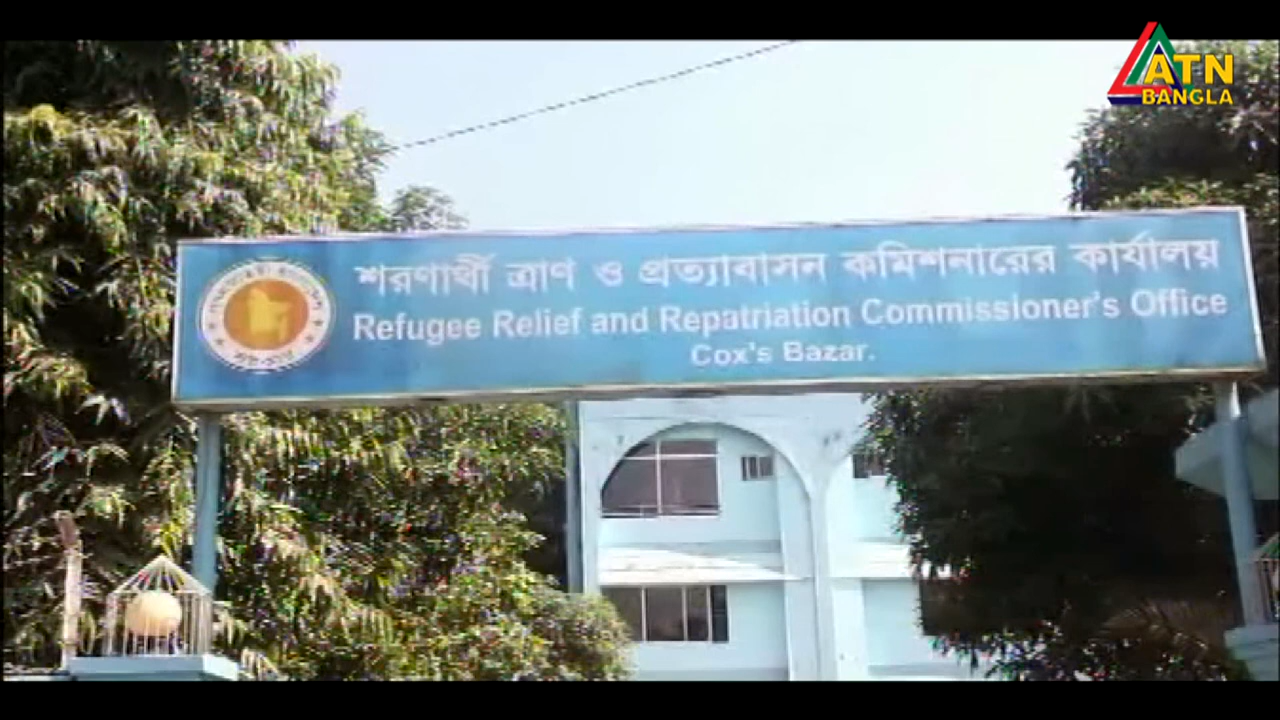 ATN
BANGLA
শরণার্থী ত্রাণ ও প্রত্যাবাসন কমিশনারের কার্যালয়
Refugee Relief and Repatriation Commissioner's Office
Cox's Bazar.